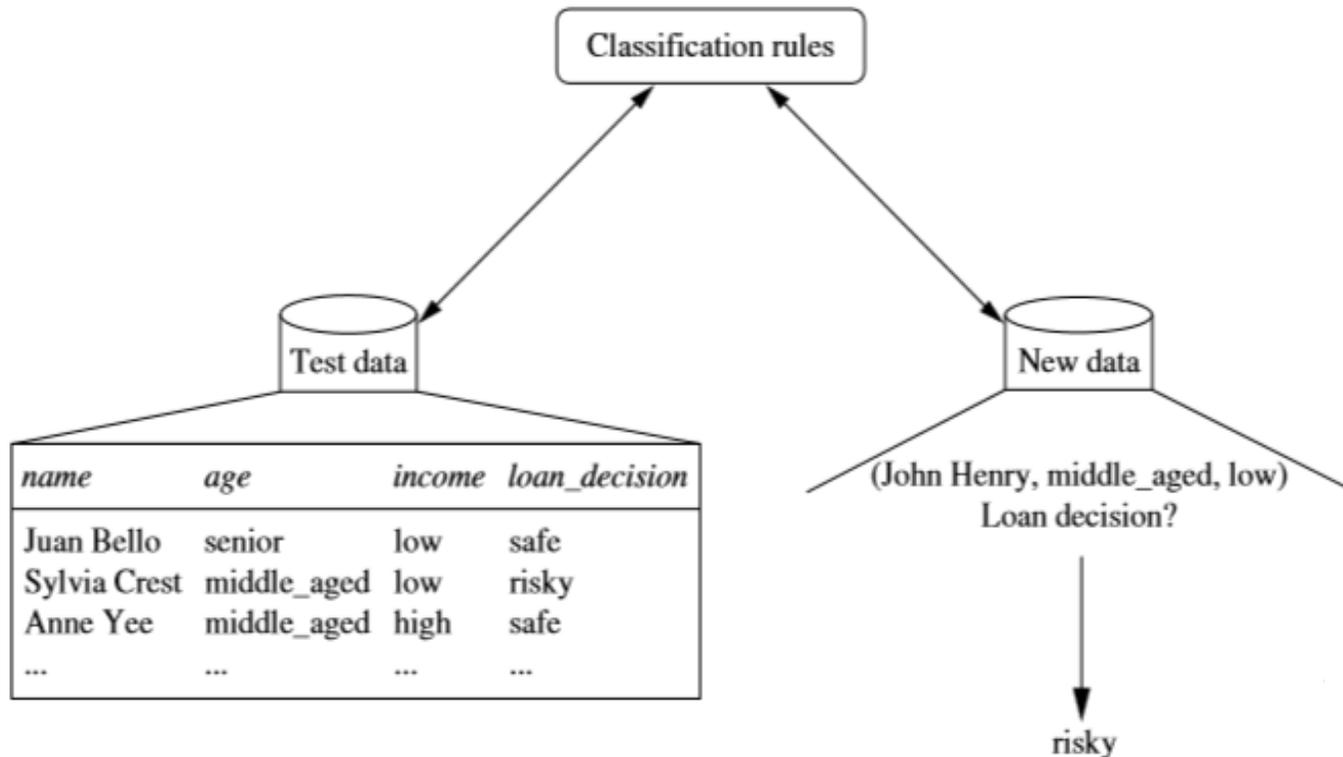 Classification rules
Test data
New data
name age income loan_decision
Juan Bello senior low safe
Sylvia Crest middle_aged low risky
Anne Yee middle_aged high safe
... ... ... ...
(John Henry, middle_aged, low)
Loan decision?
risky